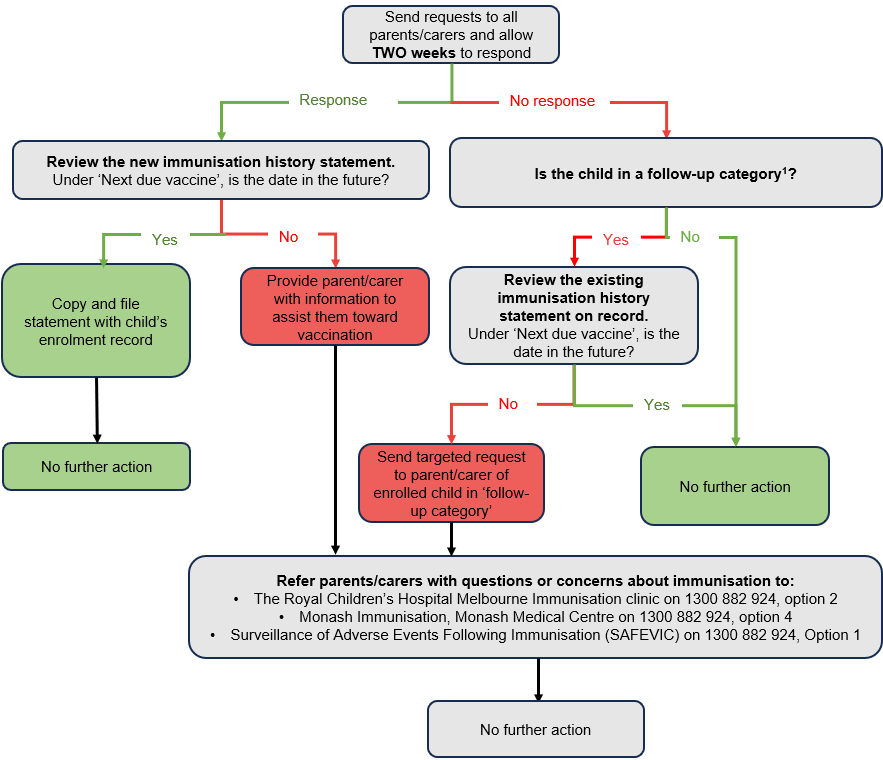 Send requests to all
parents/carers and allow
TWO weeks to respond
Response
No response
Review the new immunisation history statement.
Under ‘Next due vaccine’, is the date in the future?
Is the child in a follow-up category¹?
Yes
No
Yes
No
Copy and file
statement with child’s
enrolment record
Provide parent/carer
with information to
assist them toward
vaccination
Review the existing
immunisation history
statement on record.
Under ‘Next due vaccine’, is the
date in the future?
No
Yes
No further action
Send targeted request
to parent/carer of
enrolled child in ‘follow-
up category’
No further action
Refer parents/carers with questions or concerns about immunisation to:
• The Royal Children’s Hospital Melbourne Immunisation clinic on 1300 882 924, option 2
• Monash Immunisation, Monash Medical Centre on 1300 882 924, option 4
• Surveillance of Adverse Events Following Immunisation (SAFEVIC) on 1300 882 924, Option 1
No further action